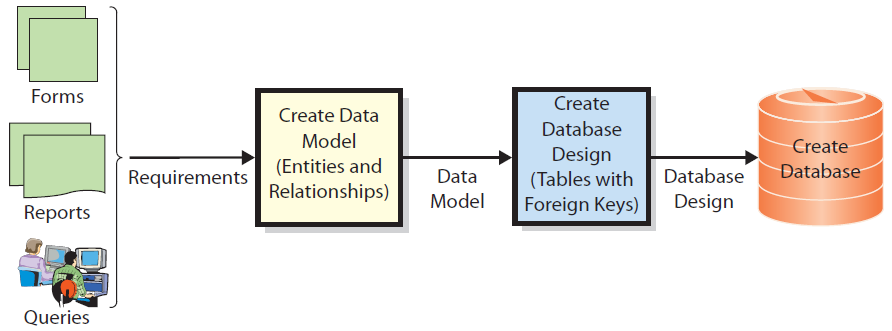 Forms
Reports
Queries
Requirements
Create Data
Model
(Entities and
Relationships)
Data
Model
Create
Database
Design
(Tables with
Foreign Keys)
Database
Design
Create
Database